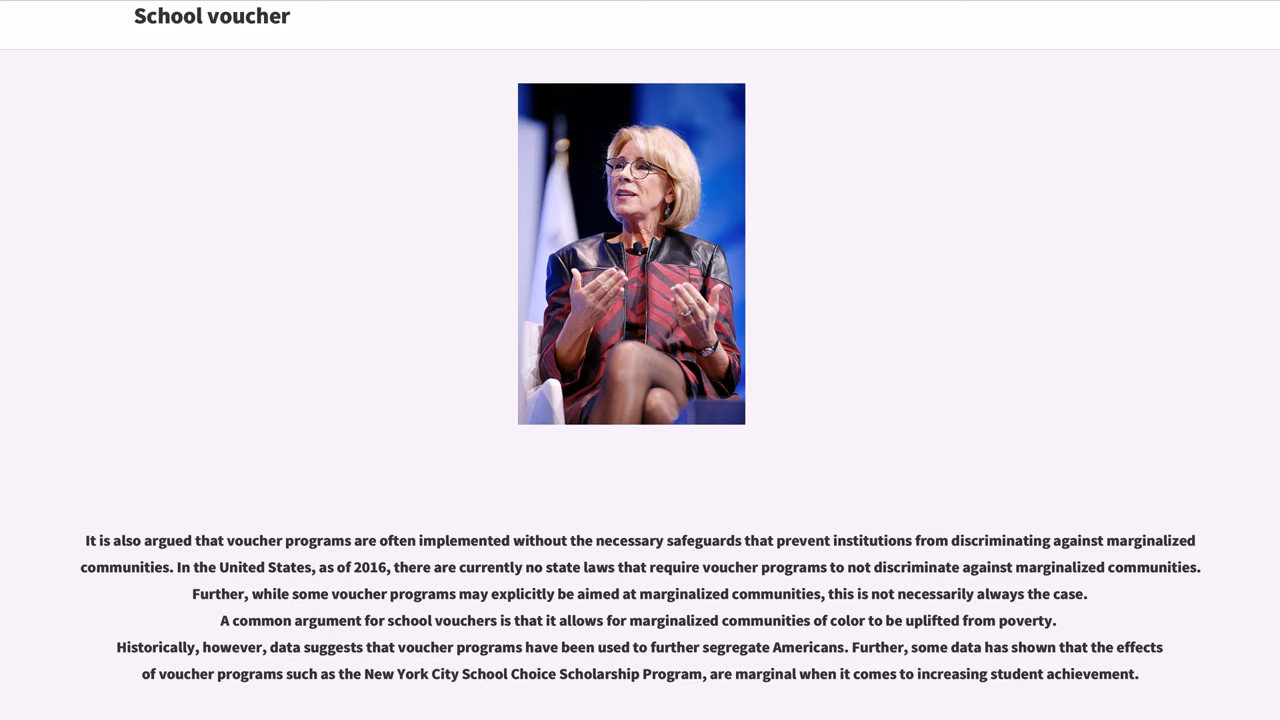 School voucher
It is also argued that voucher programs are often implemented without the necessary safeguards that prevent institutions from discriminating against marginalized
communities. In the United States, as of 2016, there are currently no state laws that require voucher programs to not discriminate against marginalized communities.
Further, while some voucher programs may explicitly be aimed at marginalized communities, this is not necessarily always the case.
A common argument for school vouchers is that it allows for marginalized communities of color to be uplifted from poverty.
Historically, however, data suggests that voucher programs have been used to further segregate Americans. Further, some data has shown that the effects
of voucher programs such as the New York City School Choice Scholarship Program, are marginal when it comes to increasing student achievement.